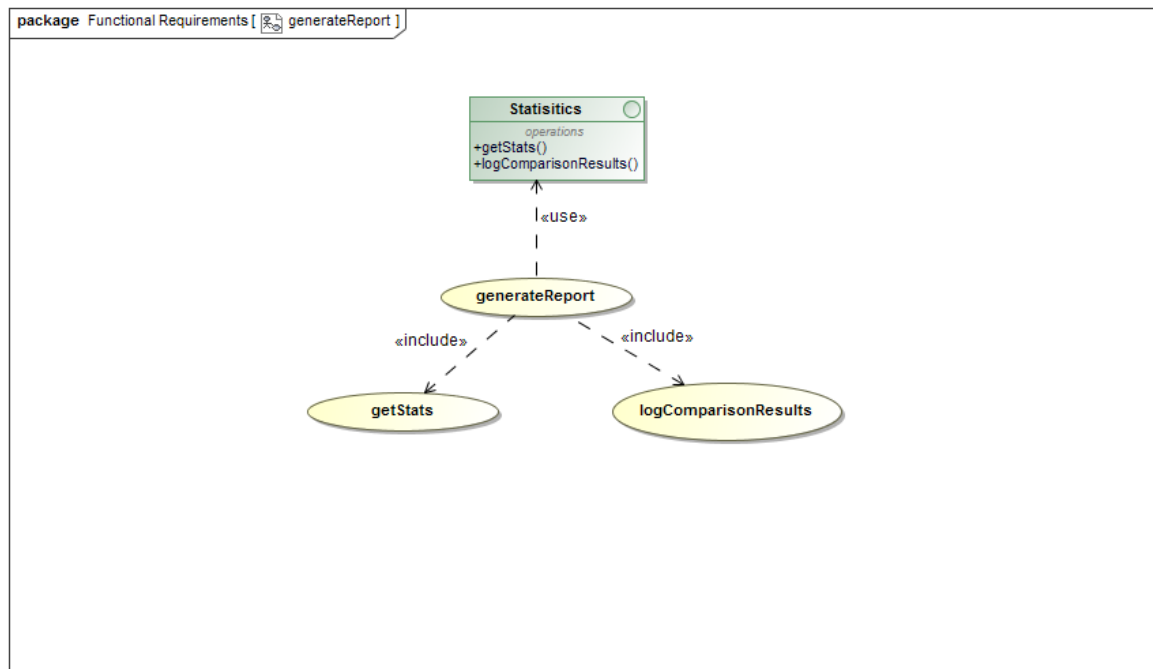 package Functional Requirements [ generateReport ]
Statisitics
operations
+getStats()
+logComparisonResults()
«use»
generateReport
«include»
«include»
getStats
logComparisonResults